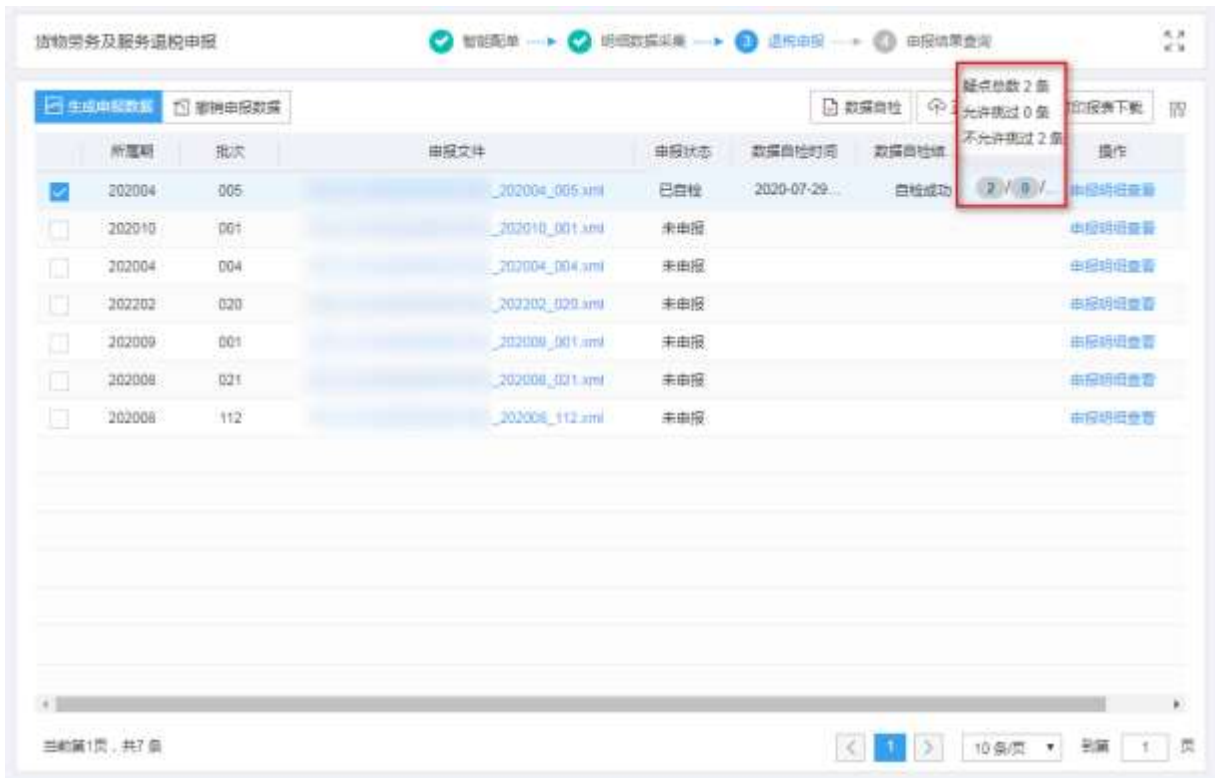 货物劳务及服务退税申报 智能配单 明细数据采集 3 退税申报 4 申报结果查询
疑点总数 2 条
允许跳过 0 条
不允许跳过 2 条
生成申报数据 撤销申报数据 数据自检 打印报表下载
所属期 批次 申报文件 申报状态 数据自检时间 数据自检结... 操作
202004 005 _202004_005.xml 已自检 2020-07-29... 自检成功 2 / 0 /... 申报明细查看
202010 001 _202010_001.xml 未申报 申报明细查看
202004 004 _202004_004.xml 未申报 申报明细查看
202202 020 _202202_020.xml 未申报 申报明细查看
202009 001 _202009_001.xml 未申报 申报明细查看
202008 021 _202008_021.xml 未申报 申报明细查看
202008 112 _202008_112.xml 未申报 申报明细查看
当前第1页，共7 条 < 1 > 10 条/页 到第 1 页